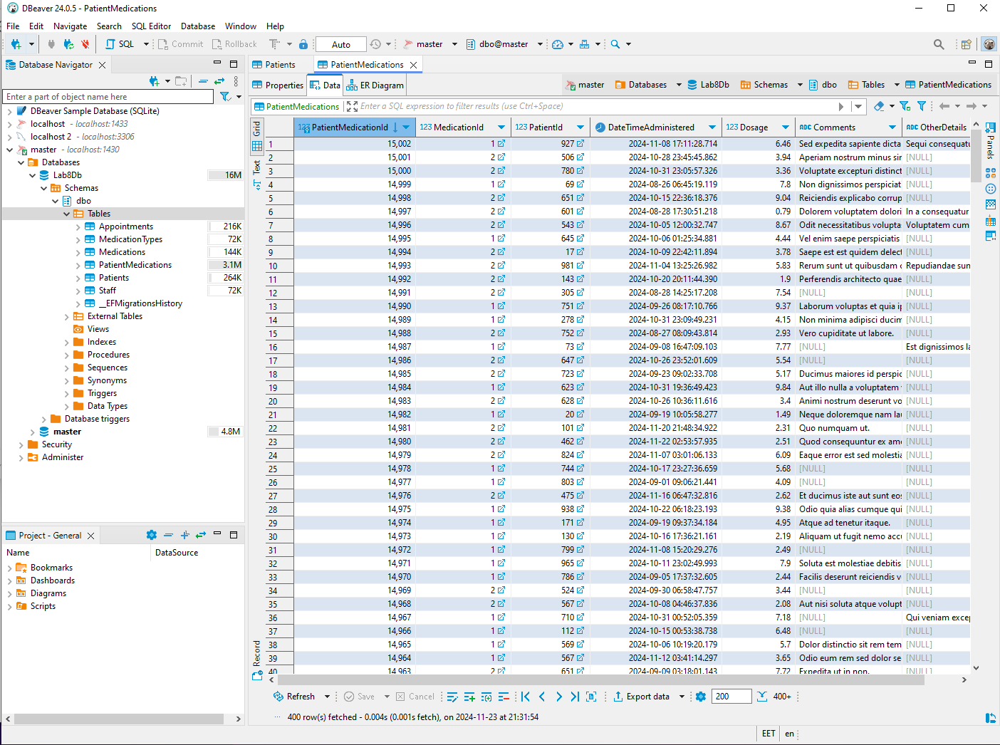 DBeaver 24.0.5 - PatientMedications
File Edit Navigate Search SQL Editor Database Window Help
SQL Commit Rollback Auto master dbo@master
Database Navigator
Enter a part of object name here
DBeaver Sample Database (SQLite)
localhost - localhost:1433
localhost 2 - localhost:3306
master - localhost:1430
Databases
Lab8Db 16M
Schemas
dbo
Tables
Appointments 216K
MedicationTypes 72K
Medications 144K
PatientMedications 3.1M
Patients 264K
Staff 72K
__EFMigrationsHistory
External Tables
Views
Indexes
Procedures
Sequences
Synonyms
Triggers
Data Types
Database triggers
master 4.8M
Security
Administer
Project - General
Name DataSource
Bookmarks
Dashboards
Diagrams
Scripts
Patients PatientMedications
Properties Data ER Diagram master Databases Lab8Db Schemas dbo Tables PatientMedications
PatientMedications Enter a SQL expression to filter results (use Ctrl+Space)
Grid
Text
Record
Panels
123 PatientMedicationId 123 MedicationId 123 PatientId DateTimeAdministered 123 Dosage ABC Comments ABC OtherDetails
1 15,002 1 927 2024-11-08 17:11:28.714 6.46 Sed expedita sapiente dicta Sequi consequatu
2 15,001 2 506 2024-10-28 23:45:45.862 3.94 Aperiam nostrum minus sin [NULL]
3 15,000 2 780 2024-10-31 23:05:57.326 3.36 Voluptate excepturi distinct [NULL]
4 14,999 1 69 2024-08-26 06:45:19.119 7.8 Non dignissimos perspiciat [NULL]
5 14,998 2 651 2024-10-15 22:36:18.376 9.04 Reiciendis explicabo corrup [NULL]
6 14,997 2 601 2024-08-28 17:30:51.218 0.79 Dolorem voluptatem dolori In a consequatur
7 14,996 2 543 2024-10-05 12:00:32.747 8.67 Odit necessitatibus volupta Voluptatem cum
8 14,995 1 645 2024-10-06 01:25:34.881 4.44 Vel enim saepe perspiciatis [NULL]
9 14,994 2 17 2024-10-09 22:42:11.894 3.78 Saepe est est quidem delect [NULL]
10 14,993 2 981 2024-11-04 13:25:26.982 5.83 Rerum sunt ut quibusdam Repudiandae sun
11 14,992 2 143 2024-10-20 20:11:44.390 1.9 Perferendis architecto quae [NULL]
12 14,991 2 305 2024-08-28 14:25:17.208 7.54 [NULL] [NULL]
13 14,990 1 751 2024-09-26 08:17:10.766 9.37 Laborum voluptas et quia [NULL]
14 14,989 1 278 2024-10-31 23:09:49.231 4.15 Non minima adipisci ducim [NULL]
15 14,988 2 752 2024-08-27 08:09:43.814 2.93 Vero cupiditate ut labore. [NULL]
16 14,987 1 73 2024-09-08 16:47:09.103 7.77 [NULL] Est dignissimos la
17 14,986 2 647 2024-10-26 23:52:01.609 5.54 [NULL] [NULL]
18 14,985 2 723 2024-09-23 09:02:33.708 5.17 Ducimus maiores id perspic [NULL]
19 14,984 1 623 2024-10-31 19:36:49.423 9.84 Aut illo nulla a voluptatem [NULL]
20 14,983 2 628 2024-10-26 10:36:11.616 3.4 Animi nostrum deserunt vo [NULL]
21 14,982 1 20 2024-09-19 10:05:58.277 1.49 Neque doloremque nam lau [NULL]
22 14,981 2 101 2024-11-20 21:48:34.922 2.31 Quo numquam ut. [NULL]
23 14,980 2 462 2024-11-22 02:53:57.935 2.51 Quod consequuntur ex ame [NULL]
24 14,979 2 824 2024-11-07 03:01:06.133 6.09 Eaque error est sed molestia [NULL]
25 14,978 1 744 2024-10-17 23:27:36.659 5.68 [NULL] [NULL]
26 14,977 1 803 2024-09-01 09:06:21.441 4.09 [NULL] [NULL]
27 14,976 2 475 2024-11-16 06:47:32.816 2.62 Et ducimus iste aut sunt eos [NULL]
28 14,975 1 938 2024-10-22 06:18:23.193 9.38 Odio quia alias cumque qui [NULL]
29 14,974 1 171 2024-09-19 09:37:34.184 4.95 Atque ad tenetur itaque. [NULL]
30 14,973 1 130 2024-10-16 17:36:21.161 2.19 Aliquam ut fugit nemo accu [NULL]
31 14,972 1 799 2024-11-08 15:20:29.276 2.49 [NULL] [NULL]
32 14,971 1 965 2024-10-11 23:02:49.993 7.9 Soluta est molestiae debitis [NULL]
33 14,970 1 786 2024-09-05 17:37:32.605 2.44 Facilis deserunt reiciendis v [NULL]
34 14,969 2 524 2024-09-30 06:58:47.757 3.44 [NULL] [NULL]
35 14,968 2 567 2024-10-08 04:46:37.836 2.08 Aut nisi soluta atque volupt [NULL]
36 14,967 1 710 2024-10-31 00:52:05.359 7.18 [NULL] Qui veniam excep
37 14,966 1 112 2024-10-15 00:53:38.738 6.48 [NULL] [NULL]
38 14,965 1 569 2024-10-06 10:19:20.179 5.7 Dolor distinctio sit rem tem [NULL]
39 14,964 1 567 2024-11-12 03:41:14.297 3.65 Odio eum rem sed dolor se [NULL]
40 14,963 2 651 2024-09-09 03:18:01.143 7.72 Expedita ut in non. [NULL]
Refresh Save Cancel Export data 200 400+
400 row(s) fetched - 0.004s (0.001s fetch), on 2024-11-23 at 21:31:54
EET en